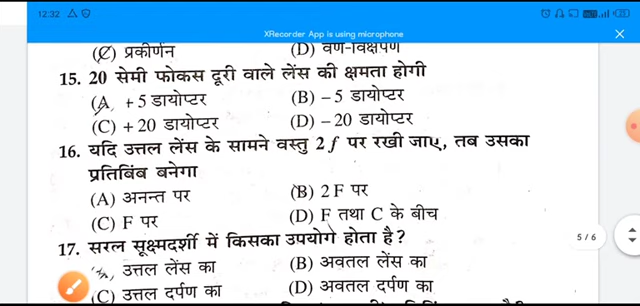 12:32
XRecorder App is using microphone
(C) प्रकीर्णन (D) वर्ण-विक्षेपण
15. 20 सेमी फोकस दूरी वाले लेंस की क्षमता होगी
(A) +5 डायोप्टर (B) –5 डायोप्टर
(C) +20 डायोप्टर (D) –20 डायोप्टर
16. यदि उत्तल लेंस के सामने वस्तु 2f पर रखी जाए, तब उसका
प्रतिबिंब बनेगा
(A) अनन्त पर (B) 2F पर
(C) F पर (D) F तथा C के बीच
17. सरल सूक्ष्मदर्शी में किसका उपयोग होता है?
उत्तल लेंस का (B) अवतल लेंस का
(C) उत्तल दर्पण का (D) अवतल दर्पण का
5 / 6